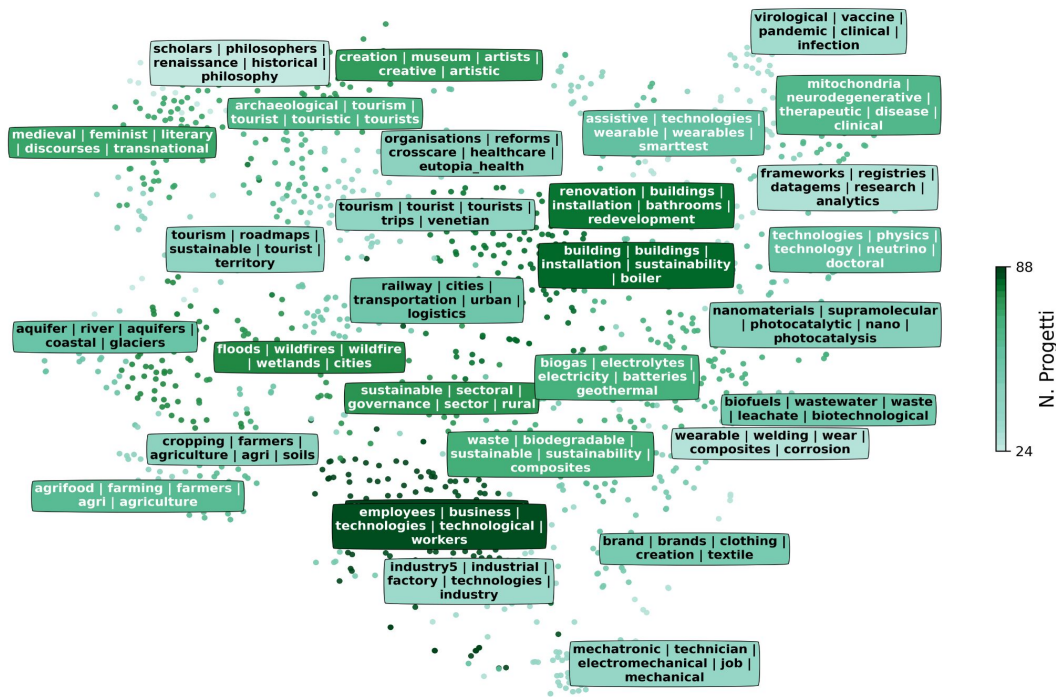 virological | vaccine |
pandemic | clinical |
infection
scholars | philosophers |
renaissance | historical |
philosophy
creation | museum | artists |
creative | artistic
mitochondria |
neurodegenerative |
therapeutic | disease |
clinical
archaeological | tourism |
tourist | touristic | tourists
assistive | technologies |
wearable | wearables |
smarttest
medieval | feminist | literary
| discourses | transnational
organisations | reforms |
crosscare | healthcare |
eutopia_health
frameworks | registries |
datagems | research |
analytics
renovation | buildings |
installation | bathrooms |
redevelopment
tourism | tourist | tourists |
trips | venetian
tourism | roadmaps |
sustainable | tourist |
territory
technologies | physics |
technology | neutrino |
doctoral
building | buildings |
installation | sustainability
| boiler
88
railway | cities |
transportation | urban |
logistics
nanomaterials | supramolecular
| photocatalytic | nano |
photocatalysis
aquifer | river | aquifers |
coastal | glaciers
floods | wildfires | wildfire
| wetlands | cities
biogas | electrolytes |
electricity | batteries |
geothermal
N. Progetti
sustainable | sectoral |
governance | sector | rural
biofuels | wastewater | waste
| leachate | biotechnological
cropping | farmers |
agriculture | agri | soils
waste | biodegradable |
sustainable | sustainability |
composites
wearable | welding | wear |
composites | corrosion
24
agrifood | farming | farmers |
agri | agriculture
employees | business |
technologies | technological |
workers
brand | brands | clothing |
creation | textile
industry5 | industrial |
factory | technologies |
industry
mechatronic | technician |
electromechanical | job |
mechanical